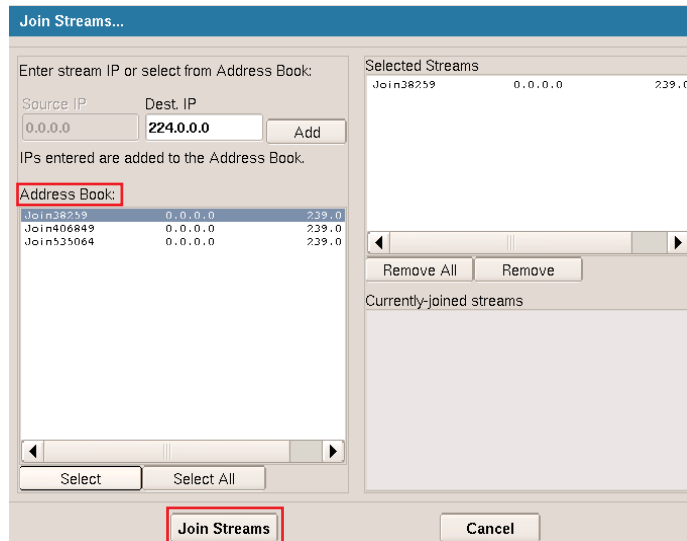 Join Streams...
Enter stream IP or select from Address Book:
Source IP Dest. IP
0.0.0.0 224.0.0.0 Add
IPs entered are added to the Address Book.
Address Book:
Join38259 0.0.0.0 239.0
Join406849 0.0.0.0 239.0
Join535064 0.0.0.0 239.0
Select Select All
Selected Streams
Join38259 0.0.0.0 239.0
Remove All Remove
Currently-joined streams
Join Streams Cancel